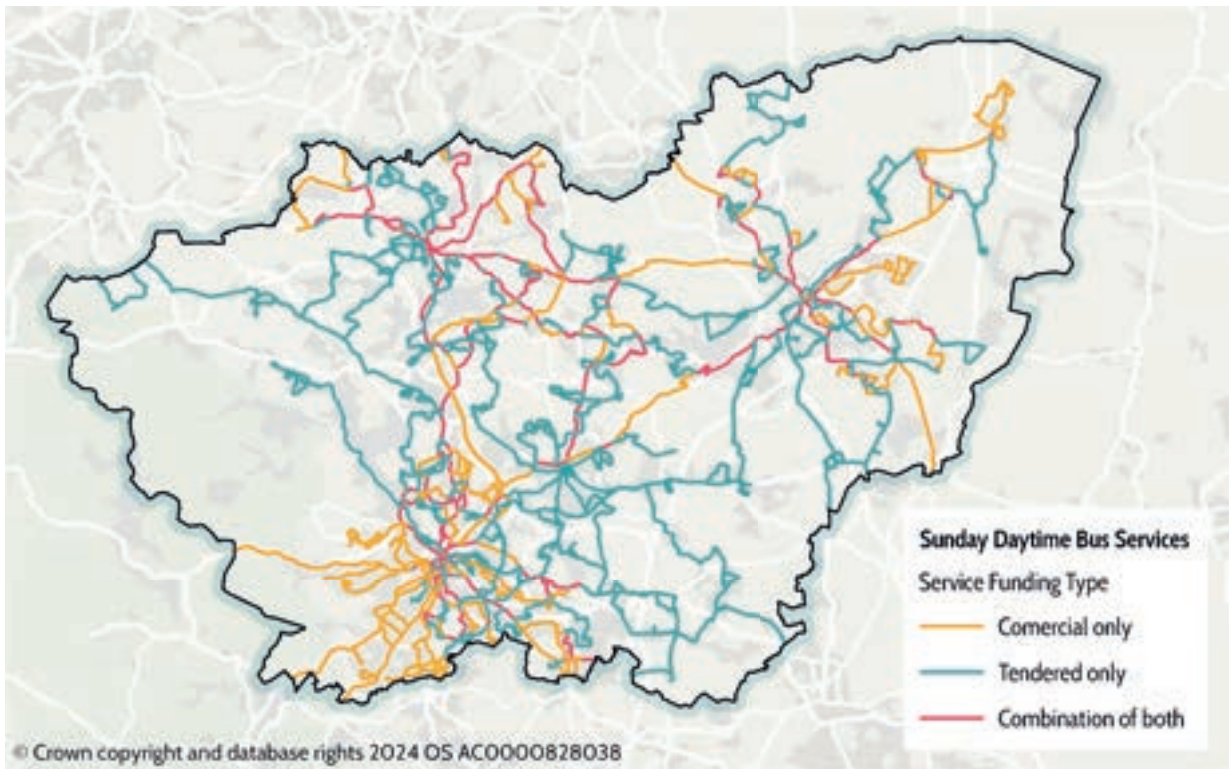 Sunday Daytime Bus Services
Service Funding Type
Comercial only
Tendered only
Combination of both
© Crown copyright and database rights 2024 OS AC0000828038